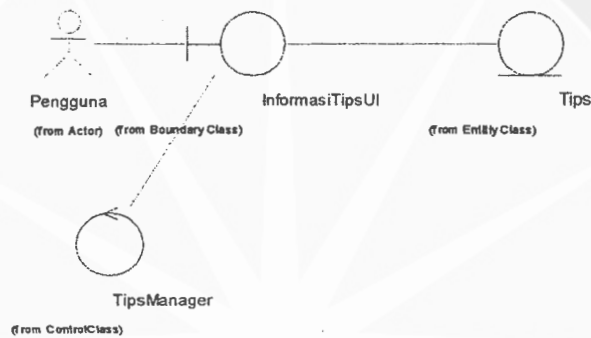 Pengguna
InformasiTipsUI
Tips
(from Actor)
(from Boundary Class)
(from Entity Class)
TipsManager
(from ControlClass)